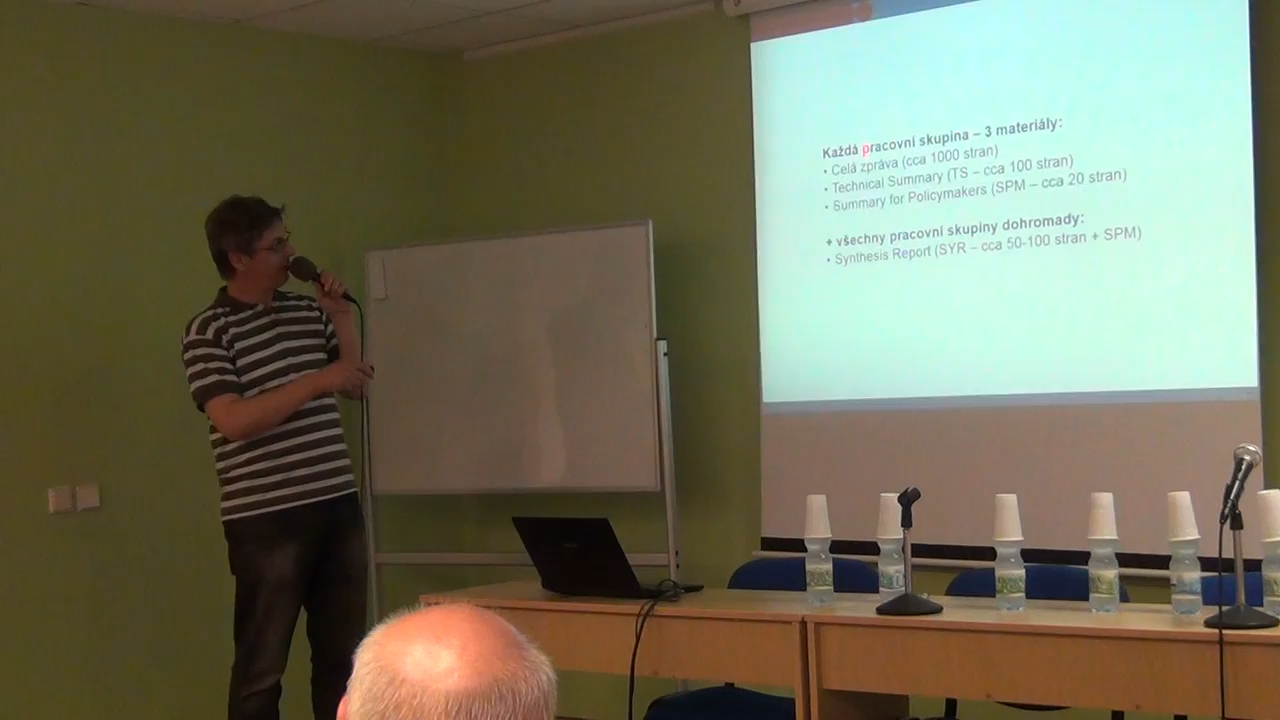 Každá pracovní skupina – 3 materiály:
• Celá zpráva (cca 1000 stran)
• Technical Summary (TS – cca 100 stran)
• Summary for Policymakers (SPM – cca 20 stran)
+ všechny pracovní skupiny dohromady:
• Synthesis Report (SYR – cca 50-100 stran + SPM)